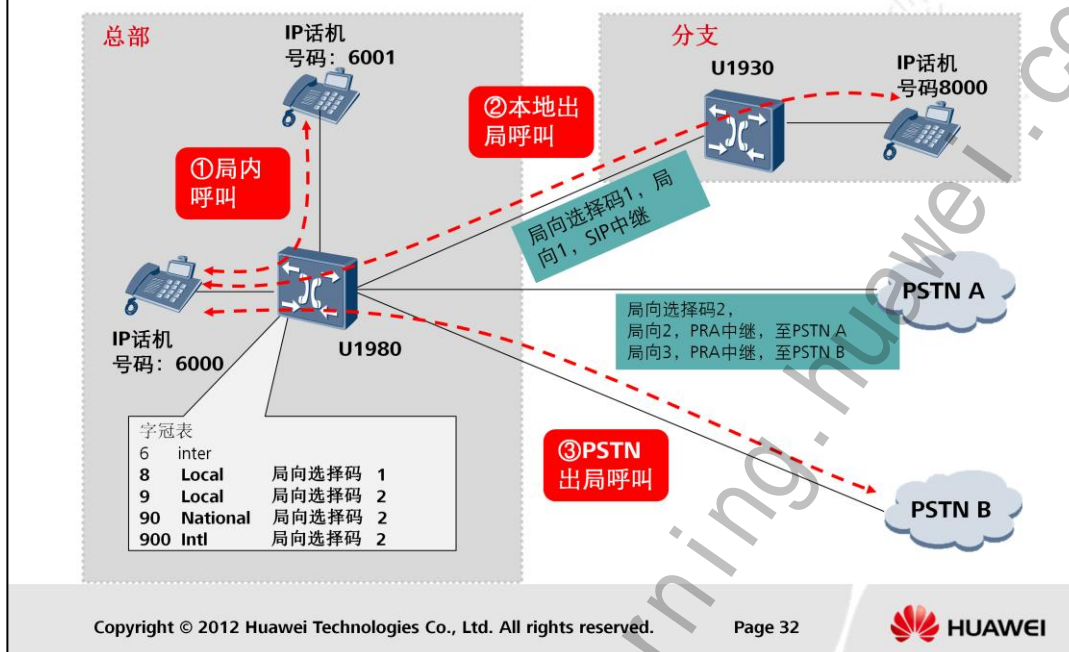 总部
IP话机
号码：6001
分支
U1930
IP话机
号码8000
②本地出
局呼叫
①局内
呼叫
局向选择码1，局
向1，SIP中继
PSTN A
局向选择码2，
局向2，PRA中继，至PSTN A
局向3，PRA中继，至PSTN B
IP话机
号码：6000
U1980
字冠表
6 inter
8 Local 局向选择码 1
9 Local 局向选择码 2
90 National 局向选择码 2
900 Intl 局向选择码 2
③PSTN
出局呼叫
PSTN B
Copyright © 2012 Huawei Technologies Co., Ltd. All rights reserved. Page 32
HUAWEI
rning.huawei.co